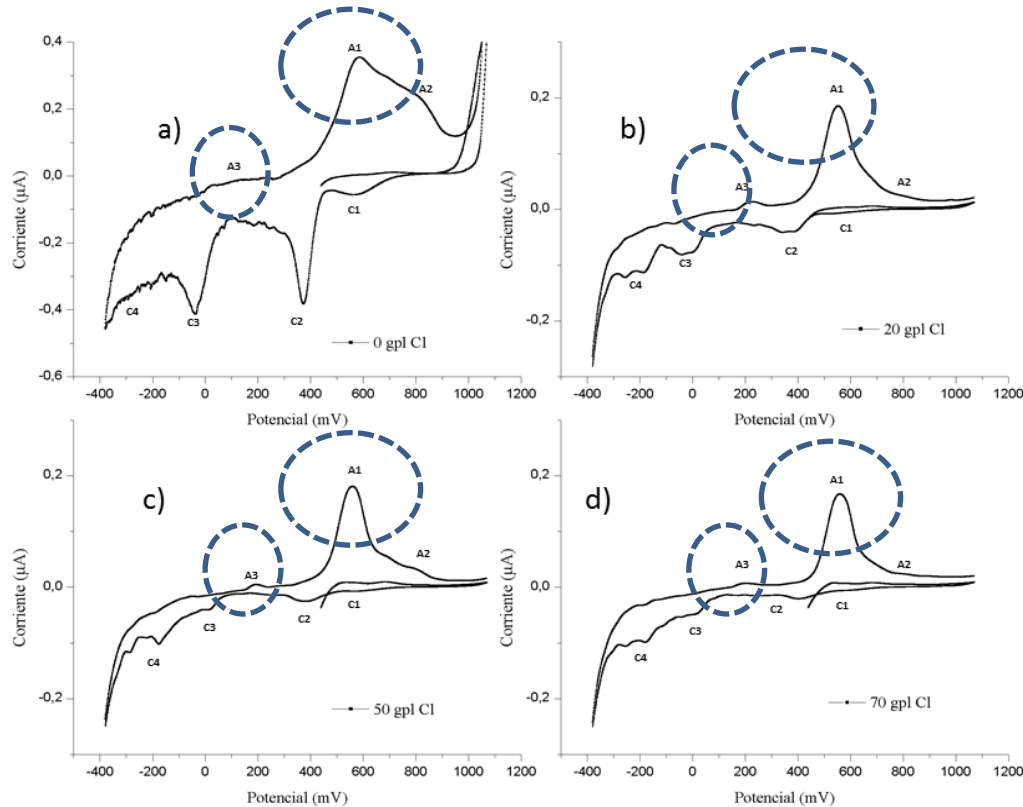 a)
A1
A2
A3
C1
C2
C3
C4
0,4
0,2
0,0
-0,2
-0,4
-0,6
Corriente (µA)
-400 -200 0 200 400 600 800 1000 1200
Potencial (mV)
0 gpl Cl
b)
A1
A2
A3
C1
C2
C3
C4
0,2
0,0
-0,2
Corriente (µA)
-400 -200 0 200 400 600 800 1000 1200
Potencial (mV)
20 gpl Cl
c)
A1
A2
A3
C1
C2
C3
C4
0,2
0,0
-0,2
Corriente (µA)
-400 -200 0 200 400 600 800 1000 1200
Potencial (mV)
50 gpl Cl
d)
A1
A2
A3
C1
C2
C3
C4
0,2
0,0
-0,2
Corriente (µA)
-400 -200 0 200 400 600 800 1000 1200
Potencial (mV)
70 gpl Cl